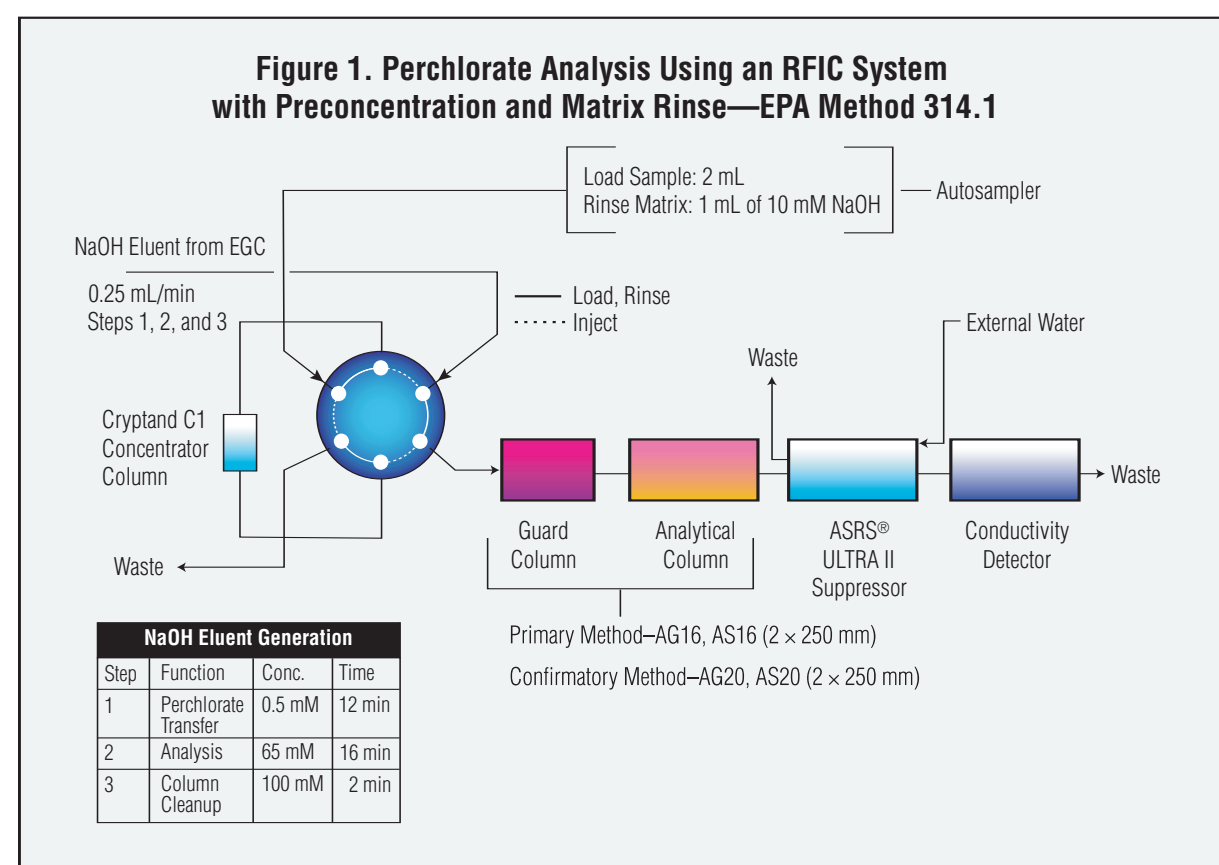 Figure 1. Perchlorate Analysis Using an RFIC System
with Preconcentration and Matrix Rinse—EPA Method 314.1
Load Sample: 2 mL
Rinse Matrix: 1 mL of 10 mM NaOH
Autosampler
NaOH Eluent from EGC
0.25 mL/min
Steps 1, 2, and 3
Load, Rinse
Inject
External Water
Waste
Cryptand C1
Concentrator
Column
Waste
Guard
Column
Analytical
Column
ASRS®
ULTRA II
Suppressor
Conductivity
Detector
Waste
Primary Method–AG16, AS16 (2 × 250 mm)
Confirmatory Method–AG20, AS20 (2 × 250 mm)
NaOH Eluent Generation
Step Function Conc. Time
1 Perchlorate 0.5 mM 12 min
Transfer
2 Analysis 65 mM 16 min
3 Column 100 mM 2 min
Cleanup